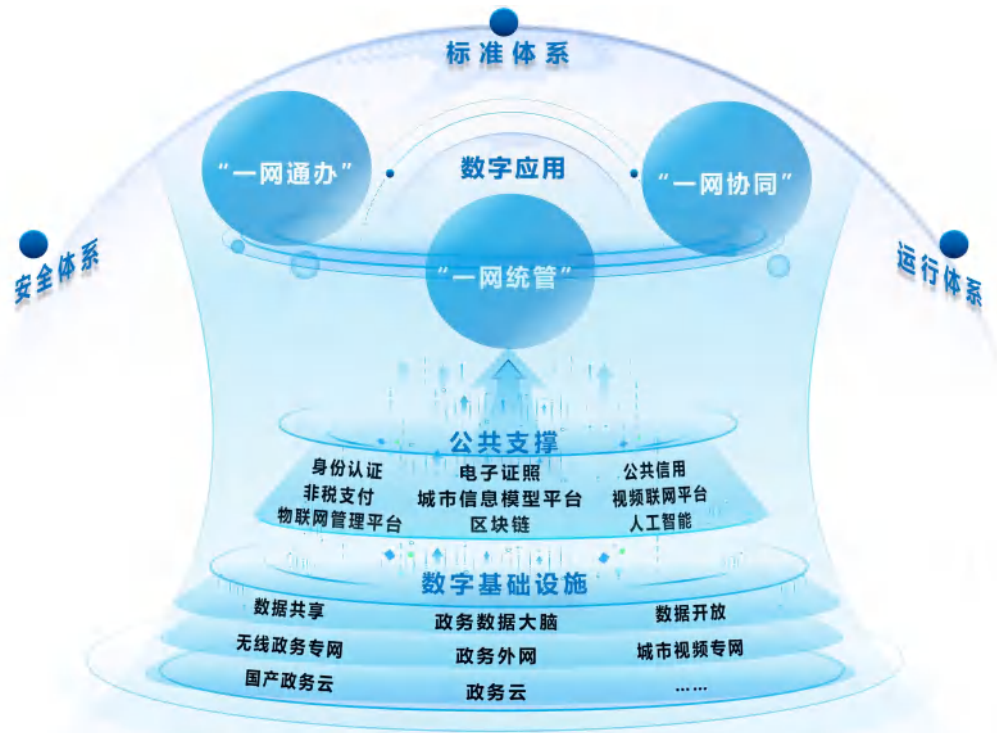 标准体系
“一网通办”
数字应用
“一网协同”
安全体系
“一网统管”
运行体系
公共支撑
身份认证 电子证照 公共信用
非税支付 城市信息模型平台 视频联网平台
物联网管理平台 区块链 人工智能
数字基础设施
数据共享 政务数据大脑 数据开放
无线政务专网 政务外网 城市视频专网
国产政务云 政务云 ……